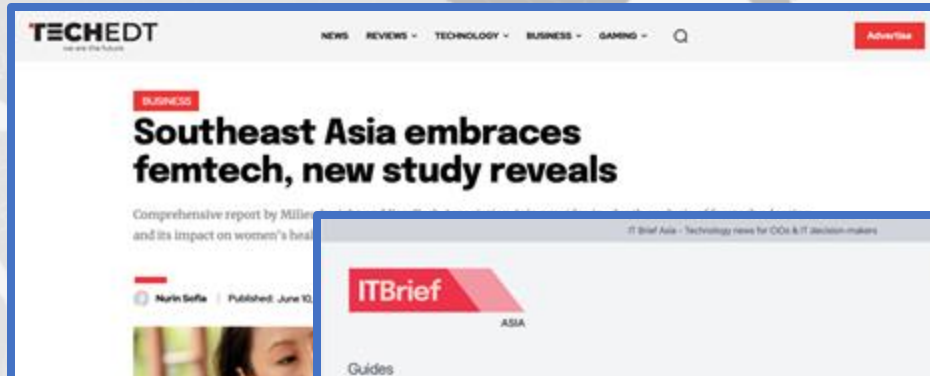 TECHEDT
we are the future
NEWS REVIEWS TECHNOLOGY BUSINESS GAMING
Advertise
BUSINESS
Southeast Asia embraces
femtech, new study reveals
Comprehensive report by
and its impact on women's
Nurin Sofia Published: June 10,
IT Brief Asia - Technology news for CIOs & IT decision-makers
ITBrief
ASIA
Guides